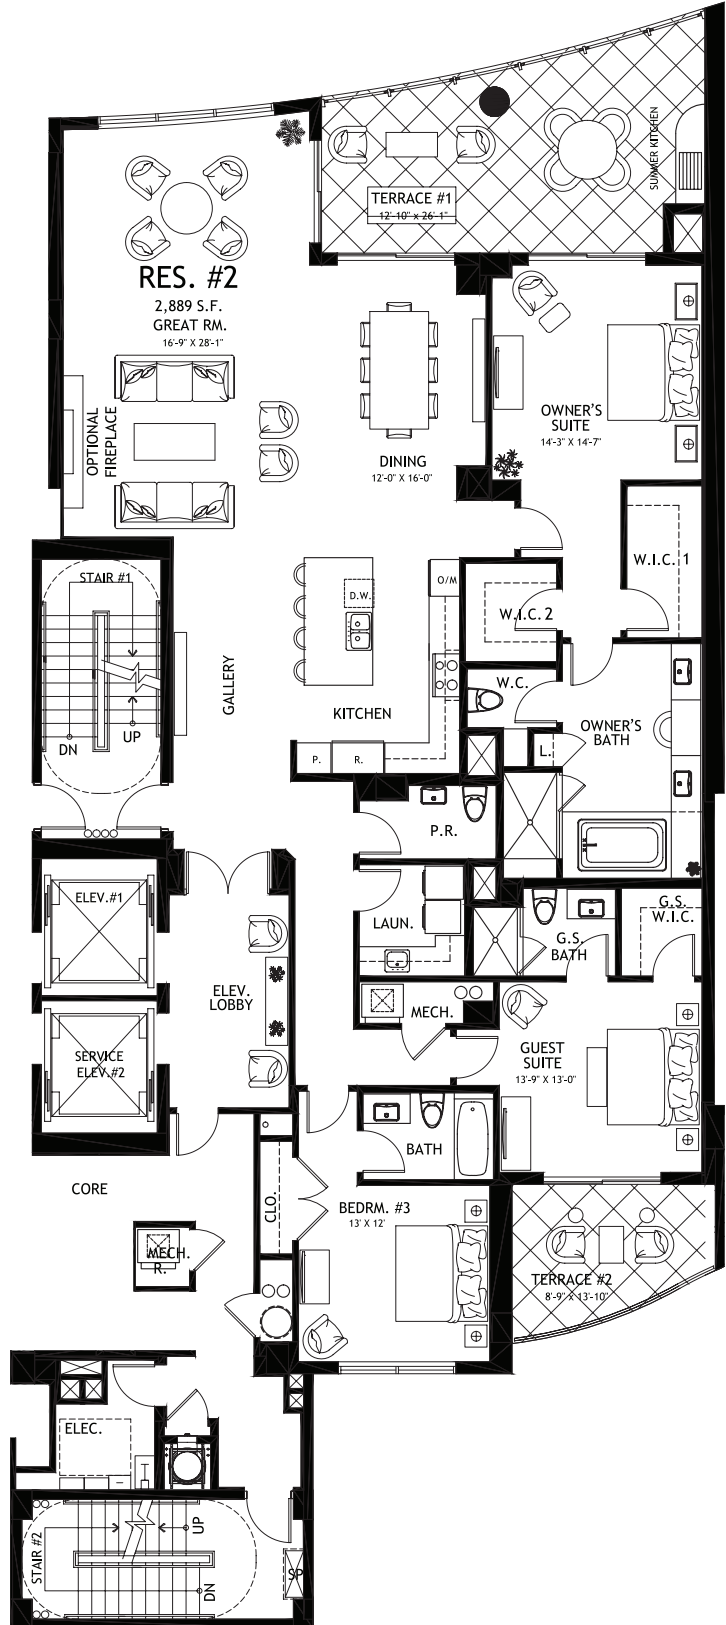 SUMMER KITCHEN
TERRACE #1
12'-10" x 26'-1"
RES. #2
2,889 S.F.
GREAT RM.
16'-9" X 28'-1"
OPTIONAL
FIREPLACE
DINING
12'-0" X 16'-0"
OWNER'S
SUITE
14'-3" X 14'-7"
W.I.C. 1
STAIR #1
O/M
D.W.
W.I.C.2
GALLERY
W.C.
KITCHEN
OWNER'S
BATH
DN
UP
P.
R.
L.
P.R.
ELEV.#1
LAUN.
G.S.
W.I.C.
G.S.
BATH
ELEV.
LOBBY
MECH.
SERVICE
ELEV.#2
GUEST
SUITE
13'-9" X 13'-0"
BATH
CORE
CLO.
BEDRM. #3
13' X 12'
MECH.
R.
TERRACE #2
8'-9" x 13'-10"
ELEC.
STAIR #2
UP
DN